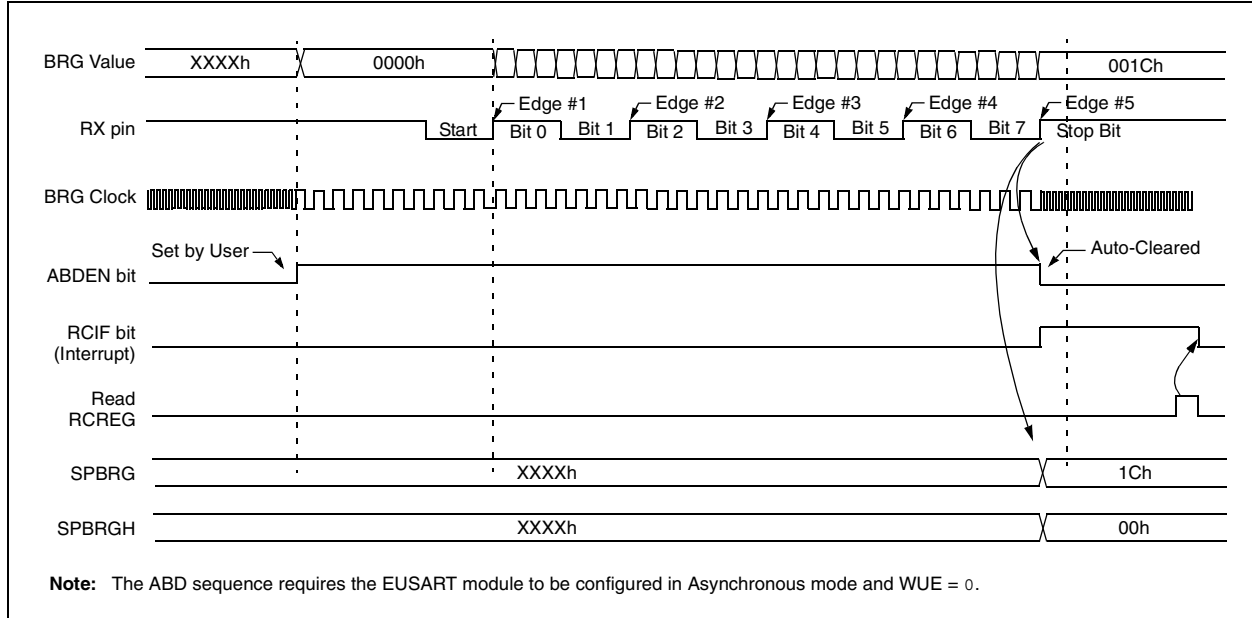 BRG Value XXXXh 0000h 001Ch
Edge #1 Edge #2 Edge #3 Edge #4 Edge #5
RX pin Start Bit 0 Bit 1 Bit 2 Bit 3 Bit 4 Bit 5 Bit 6 Bit 7 Stop Bit
BRG Clock
Set by User Auto-Cleared
ABDEN bit
RCIF bit
(Interrupt)
Read
RCREG
SPBRG XXXXh 1Ch
SPBRGH XXXXh 00h
Note: The ABD sequence requires the EUSART module to be configured in Asynchronous mode and WUE = 0.